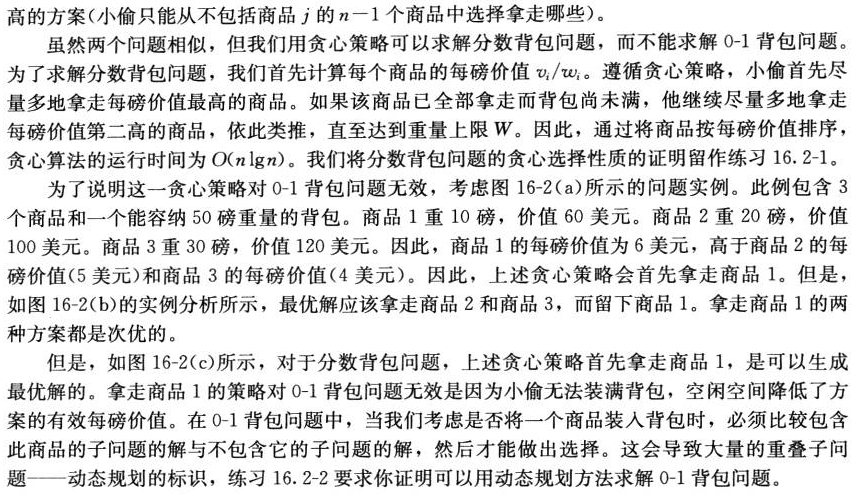 高的方案(小偷只能从不包括商品 j 的 n-1 个商品中选择拿走哪些)。
虽然两个问题相似，但我们用贪心策略可以求解分数背包问题，而不能求解 0-1 背包问题。
为了求解分数背包问题，我们首先计算每个商品的每磅价值 vᵢ/wᵢ。遵循贪心策略，小偷首先尽
量多地拿走每磅价值最高的商品。如果该商品已全部拿走而背包尚未满，他继续尽量多地拿走
每磅价值第二高的商品，依此类推，直至达到重量上限 W。因此，通过将商品按每磅价值排序，
贪心算法的运行时间为 O(n lgn)。我们将分数背包问题的贪心选择性质的证明留作练习 16.2-1。
为了说明这一贪心策略对 0-1 背包问题无效，考虑图 16-2(a)所示的问题实例。此例包含 3
个商品和一个能容纳 50 磅重量的背包。商品 1 重 10 磅，价值 60 美元。商品 2 重 20 磅，价值
100 美元。商品 3 重 30 磅，价值 120 美元。因此，商品 1 的每磅价值为 6 美元，高于商品 2 的每
磅价值(5 美元)和商品 3 的每磅价值(4 美元)。因此，上述贪心策略会首先拿走商品 1。但是，
如图 16-2(b)的实例分析所示，最优解应该拿走商品 2 和商品 3，而留下商品 1。拿走商品 1 的两
种方案都是次优的。
但是，如图 16-2(c)所示，对于分数背包问题，上述贪心策略首先拿走商品 1，是可以生成
最优解的。拿走商品 1 的策略对 0-1 背包问题无效是因为小偷无法装满背包，空闲空间降低了方
案的有效每磅价值。在 0-1 背包问题中，当我们考虑是否将一个商品装入背包时，必须比较包含
此商品的子问题的解与不包含它的子问题的解，然后才能做出选择。这会导致大量的重叠子问
题——动态规划的标识，练习 16.2-2 要求你证明可以用动态规划方法求解 0-1 背包问题。